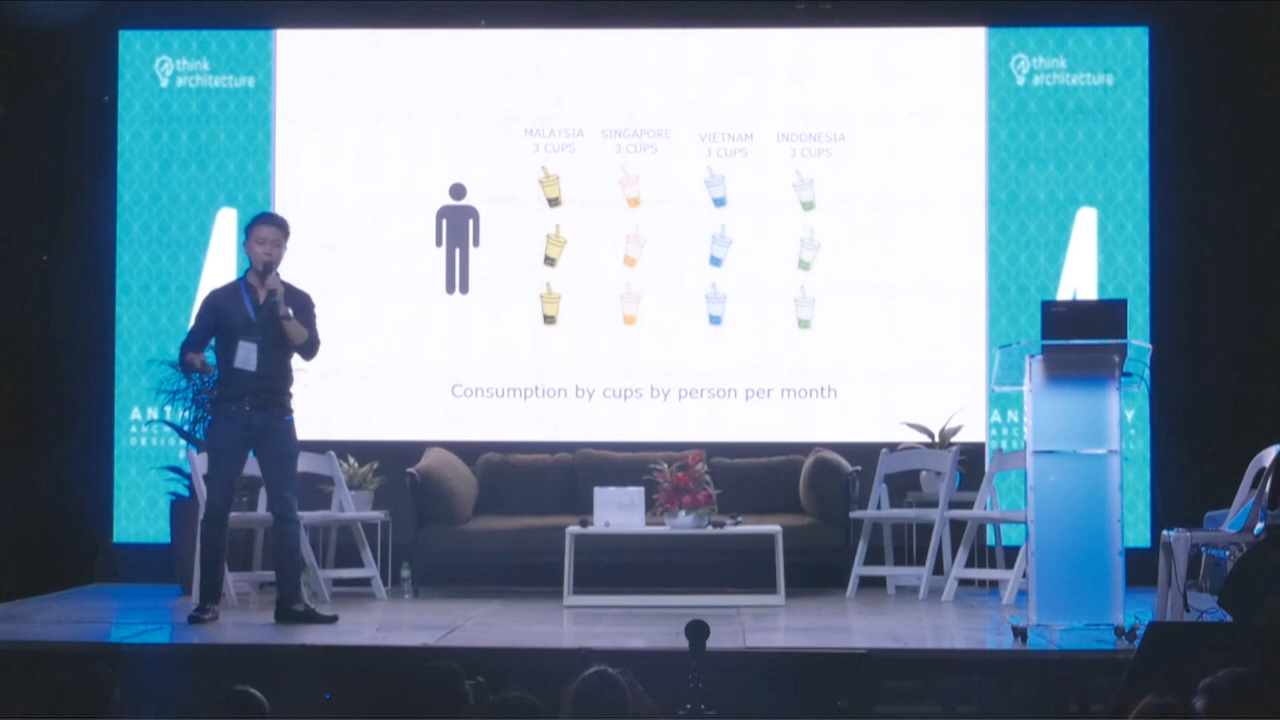 think
architecture
MALAYSIA
3 CUPS
SINGAPORE
3 CUPS
VIETNAM
3 CUPS
INDONESIA
3 CUPS
Consumption by cups by person per month
think
architecture